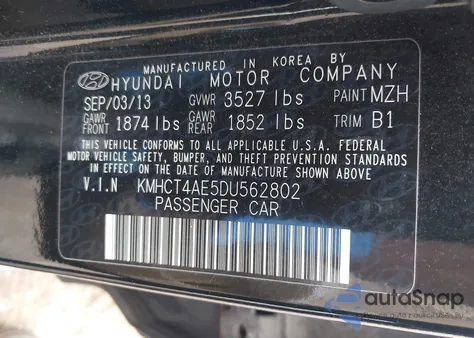 MANUFACTURED IN KOREA BY
HYUNDAI MOTOR COMPANY
SEP/03/13 GVWR 3527 lbs PAINT MZH
GAWR FRONT 1874 lbs GAWR REAR 1852 lbs TRIM B1
THIS VEHICLE CONFORMS TO ALL APPLICABLE U.S.A. FEDERAL
MOTOR VEHICLE SAFETY, BUMPER, AND THEFT PREVENTION STANDARDS
IN EFFECT ON THE DATE OF MANUFACTURE SHOWN ABOVE.
V.I.N KMHCT4AE5DU562802
PASSENGER CAR
autaSnap